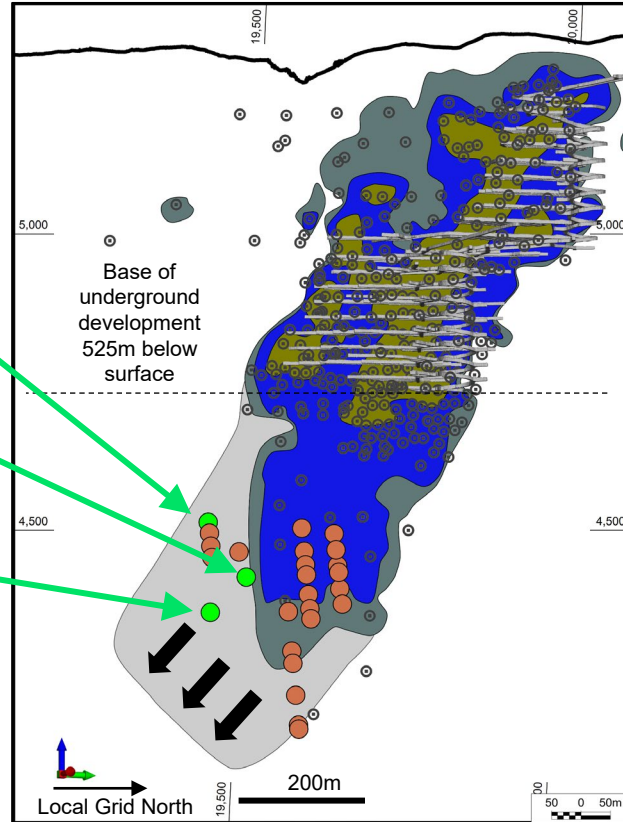 19,500
20,000
5,000
5,000
Base of
underground
development
525m below
surface
4,500
4,500
200m
Local Grid North
19,500
50 0 50m